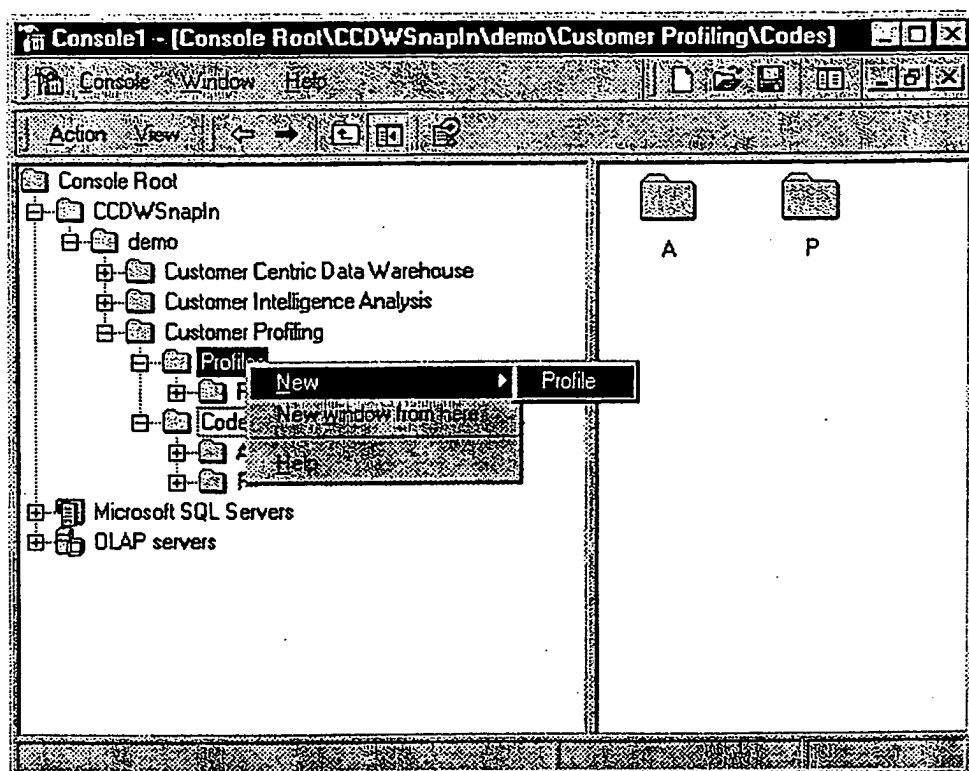 Console1 - [Console Root\CCDWSnapIn\demo\Customer Profiling\Codes]
Console Window Help
Action View
Console Root
CCDWSnapIn
demo
Customer Centric Data Warehouse
Customer Intelligence Analysis
Customer Profiling
New
Profile
New window from here
Help
Microsoft SQL Servers
OLAP servers
A
P